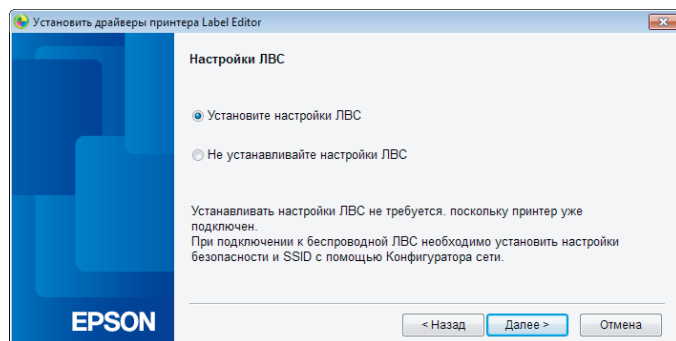 Установить драйверы принтера Label Editor
Настройки ЛВС
Установите настройки ЛВС
Не устанавливайте настройки ЛВС
Устанавливать настройки ЛВС не требуется. поскольку принтер уже
подключен.
При подключении к беспроводной ЛВС необходимо установить настройки
безопасности и SSID с помощью Конфигуратора сети.
EPSON
< Назад
Далее >
Отмена